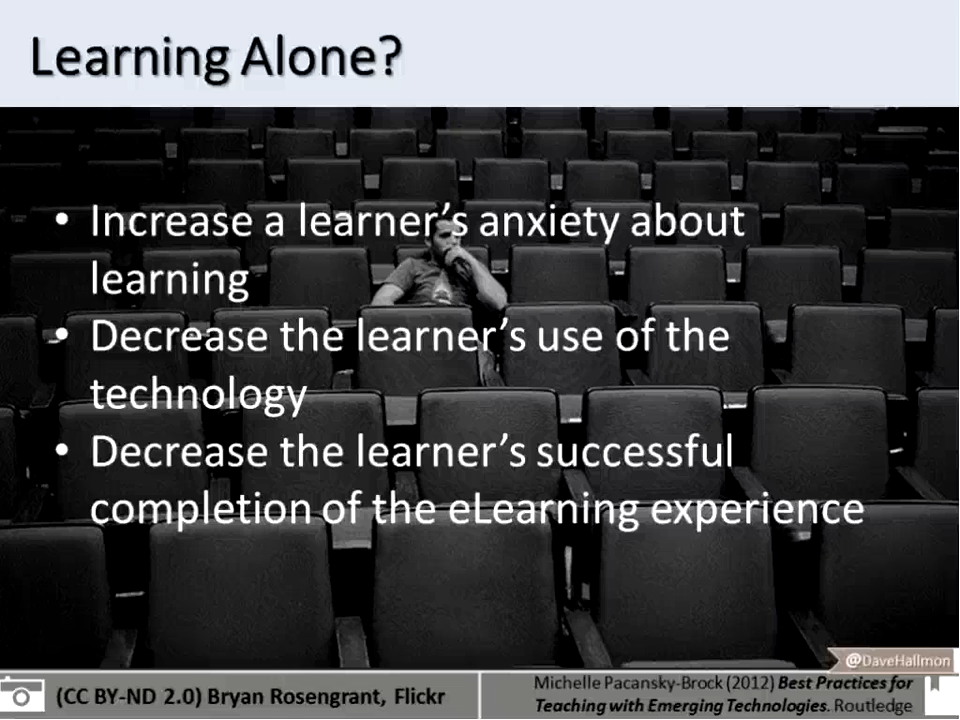 Learning Alone?
• Increase a learner’s anxiety about
learning
• Decrease the learner’s use of the
technology
• Decrease the learner’s successful
completion of the eLearning experience
@DaveHallmon
(CC BY-ND 2.0) Bryan Rosengrant, Flickr
Michelle Pacansky-Brock (2012) Best Practices for
Teaching with Emerging Technologies. Routledge